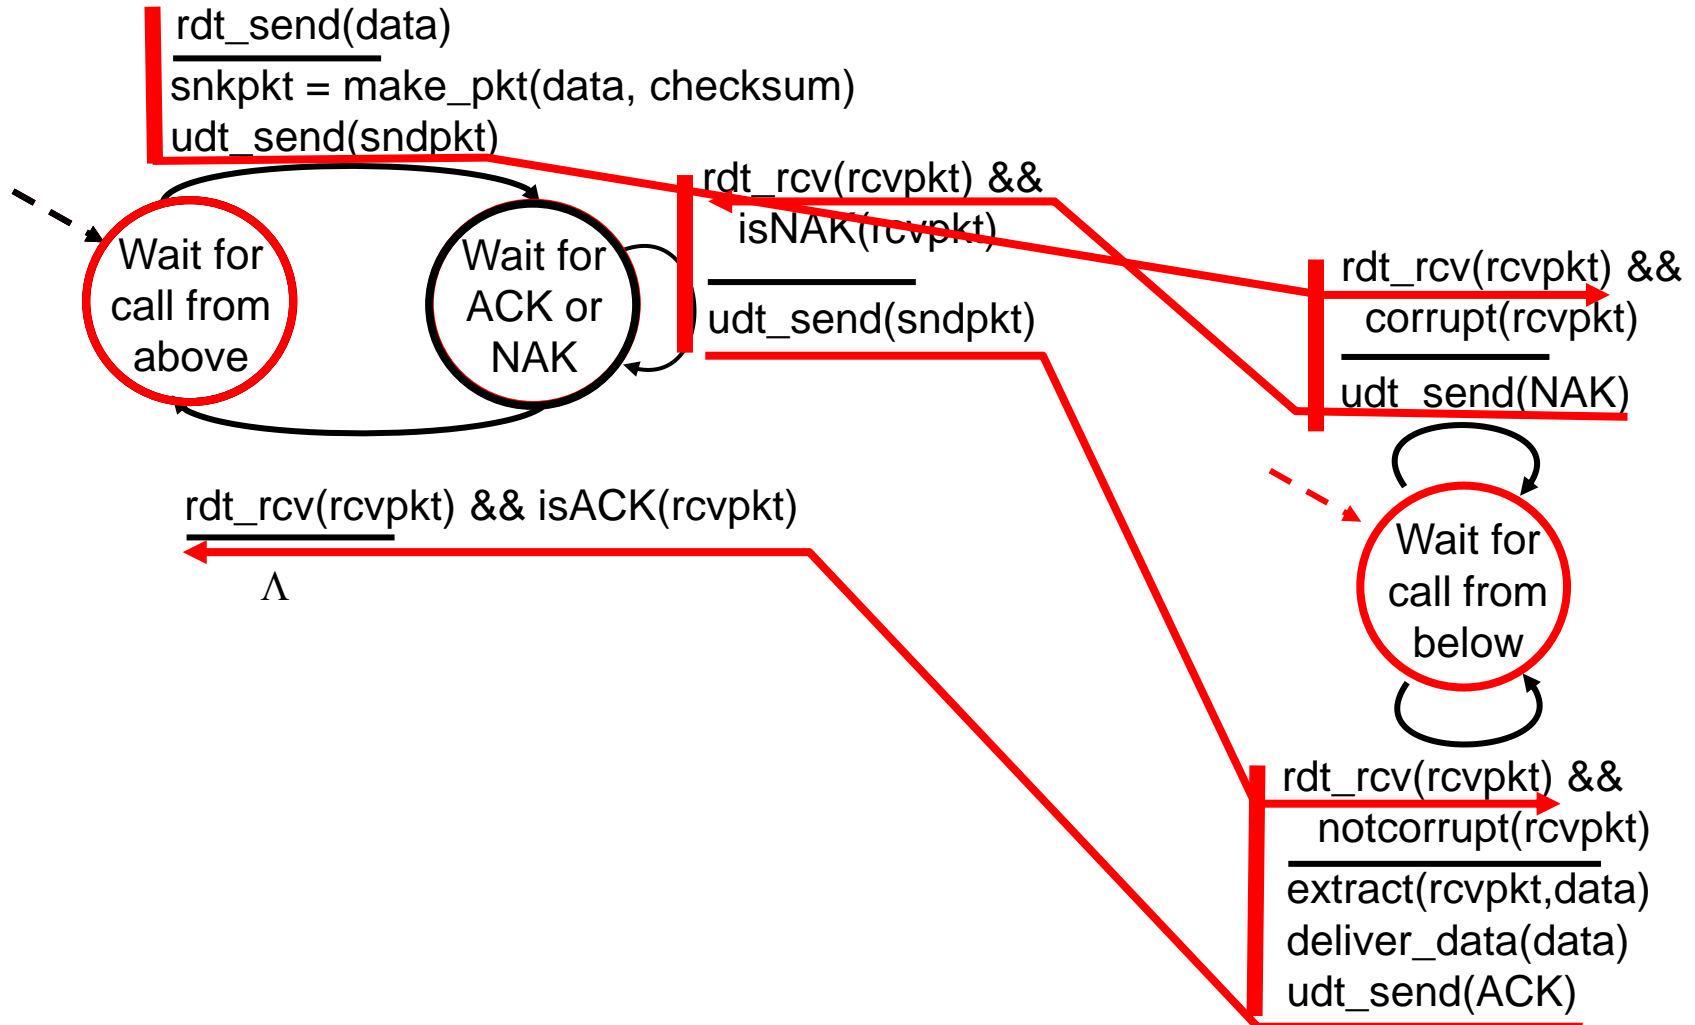 rdt_send(data)
snkpkt = make_pkt(data, checksum)
udt_send(sndpkt)
rdt_rcv(rcvpkt) &&
isNAK(rcvpkt)
udt_send(sndpkt)
Wait for
call from
above
Wait for
ACK or
NAK
rdt_rcv(rcvpkt) && isACK(rcvpkt)
Λ
rdt_rcv(rcvpkt) &&
corrupt(rcvpkt)
udt_send(NAK)
Wait for
call from
below
rdt_rcv(rcvpkt) &&
notcorrupt(rcvpkt)
extract(rcvpkt,data)
deliver_data(data)
udt_send(ACK)